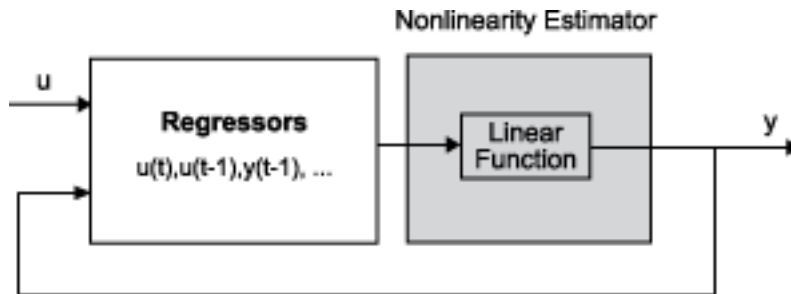 Nonlinearity Estimator
u
Regressors
u(t),u(t-1),y(t-1), ...
Linear
Function
y